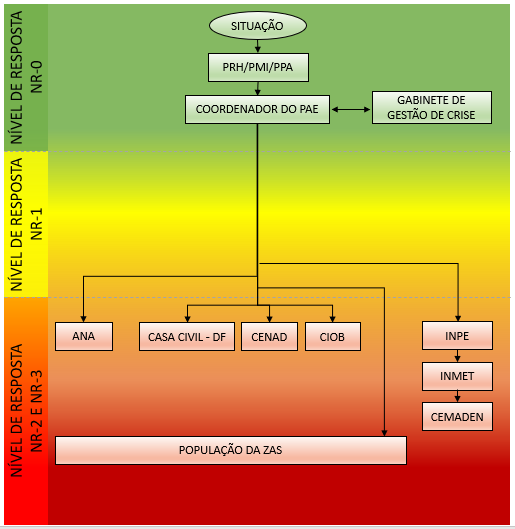 NÍVEL DE RESPOSTA
NR-0
SITUAÇÃO
PRH/PMI/PPA
COORDENADOR DO PAE
GABINETE DE
GESTÃO DE CRISE
NÍVEL DE RESPOSTA
NR-1
NÍVEL DE RESPOSTA
NR-2 E NR-3
ANA
CASA CIVIL - DF
CENAD
CIOB
INPE
INMET
CEMADEN
POPULAÇÃO DA ZAS